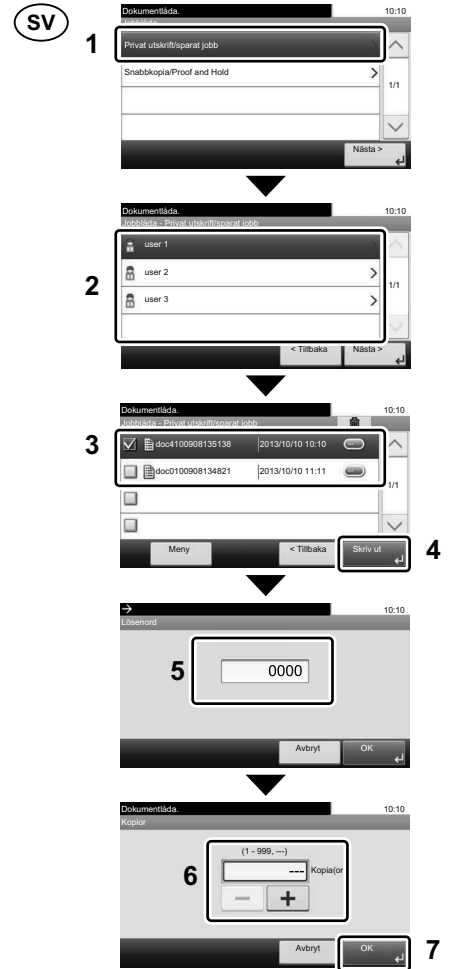 SV
Dokumentlåda. 10:10
Jobblåda
1
Privat utskrift/sparat jobb
Snabbkopia/Proof and Hold
1/1
Nästa >
Dokumentlåda. 10:10
Jobblåda - Privat utskrift/sparat jobb
2
user 1
user 2
1/1
user 3
< Tillbaka Nästa >
Dokumentlåda. 10:10
Jobblåda - Privat utskrift/sparat jobb
3
doc4100908135138 2013/10/10 10:10
doc0100908134821 2013/10/10 11:11
1/1
Meny < Tillbaka Skriv ut
4
10:10
Lösenord
5
0000
Avbryt OK
Dokumentlåda. 10:10
Kopior
6
(1 - 999, ---)
--- Kopia(or
Avbryt OK
7